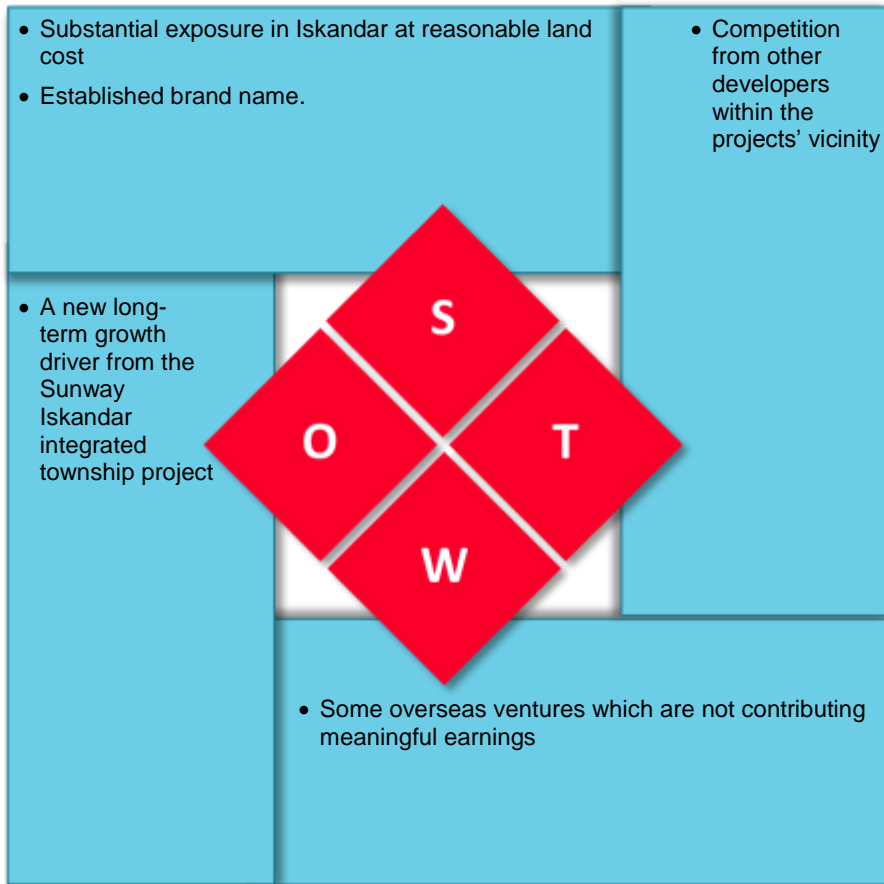 • Substantial exposure in Iskandar at reasonable land
cost
• Established brand name.
• Competition
from other
developers
within the
projects’ vicinity
• A new long-
term growth
driver from the
Sunway
Iskandar
integrated
township project
S
O
T
W
• Some overseas ventures which are not contributing
meaningful earnings